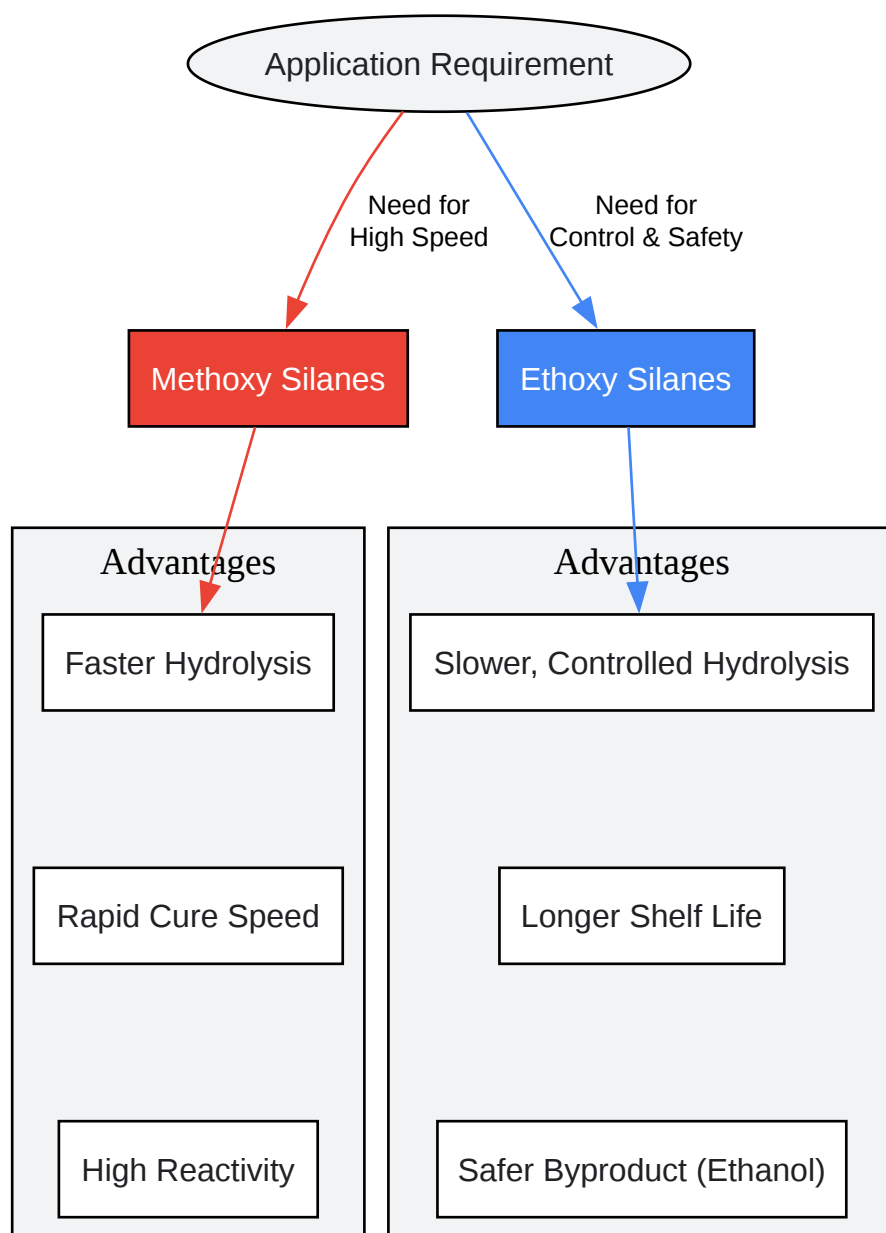 Application Requirement
Need for
High Speed
Need for
Control & Safety
Methoxy Silanes
Ethoxy Silanes
Advantages
Faster Hydrolysis
Rapid Cure Speed
High Reactivity
Advantages
Slower, Controlled Hydrolysis
Longer Shelf Life
Safer Byproduct (Ethanol)